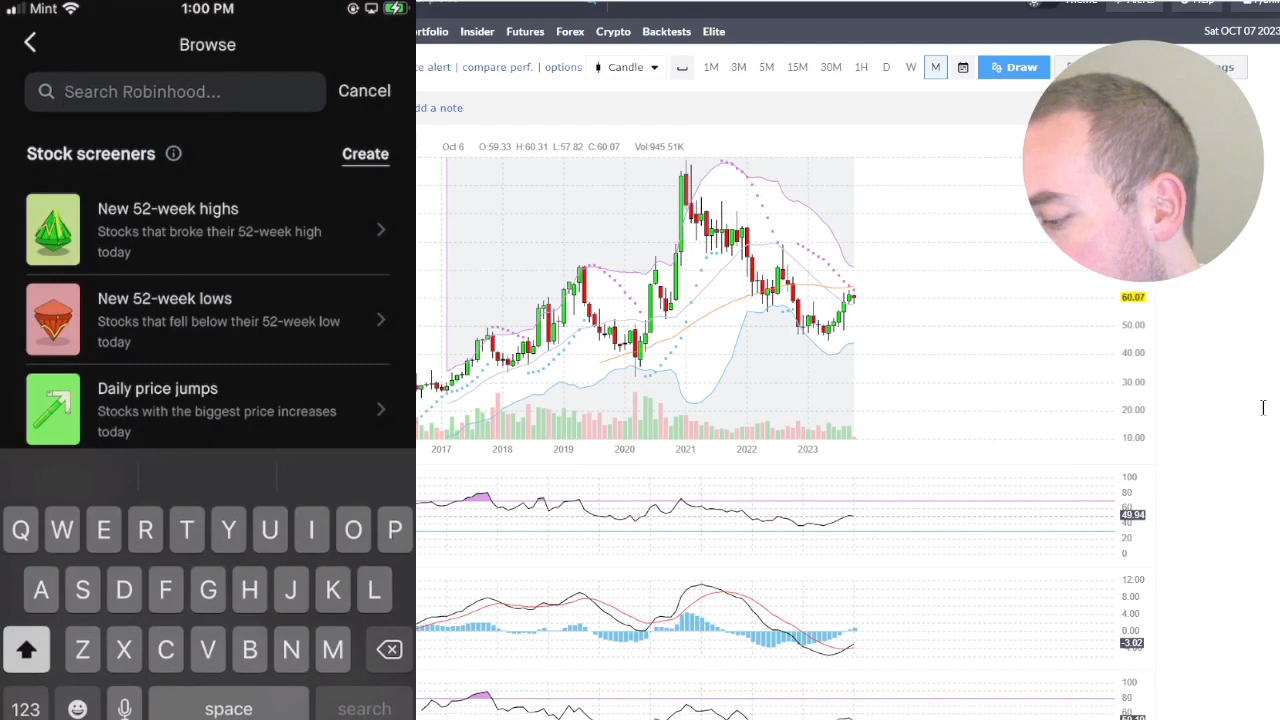 Mint
1:00 PM
Browse
Search Robinhood...
Cancel
Stock screeners
Create
New 52-week highs
Stocks that broke their 52-week high
today
New 52-week lows
Stocks that fell below their 52-week low
today
Daily price jumps
Stocks with the biggest price increases
today
Q W E R T Y U I O P
A S D F G H J K L
Z X C V B N M
123
space
search
Theme
Help
rtfolio Insider Futures Forex Crypto Backtests Elite
Sat OCT 07 2023
te alert | compare perf. | options
Candle
1M 3M 5M 15M 30M 1H D W M
Draw
gs
dd a note
Oct 6 O:59.33 H:60.31 L:57.82 C:60.07 Vol:945.51K
60.07
50.00
40.00
30.00
20.00
10.00
2017 2018 2019 2020 2021 2022 2023
100
80
60
49.94
40
20
0
12.00
8.00
4.00
0.00
-3.02
100
80
60